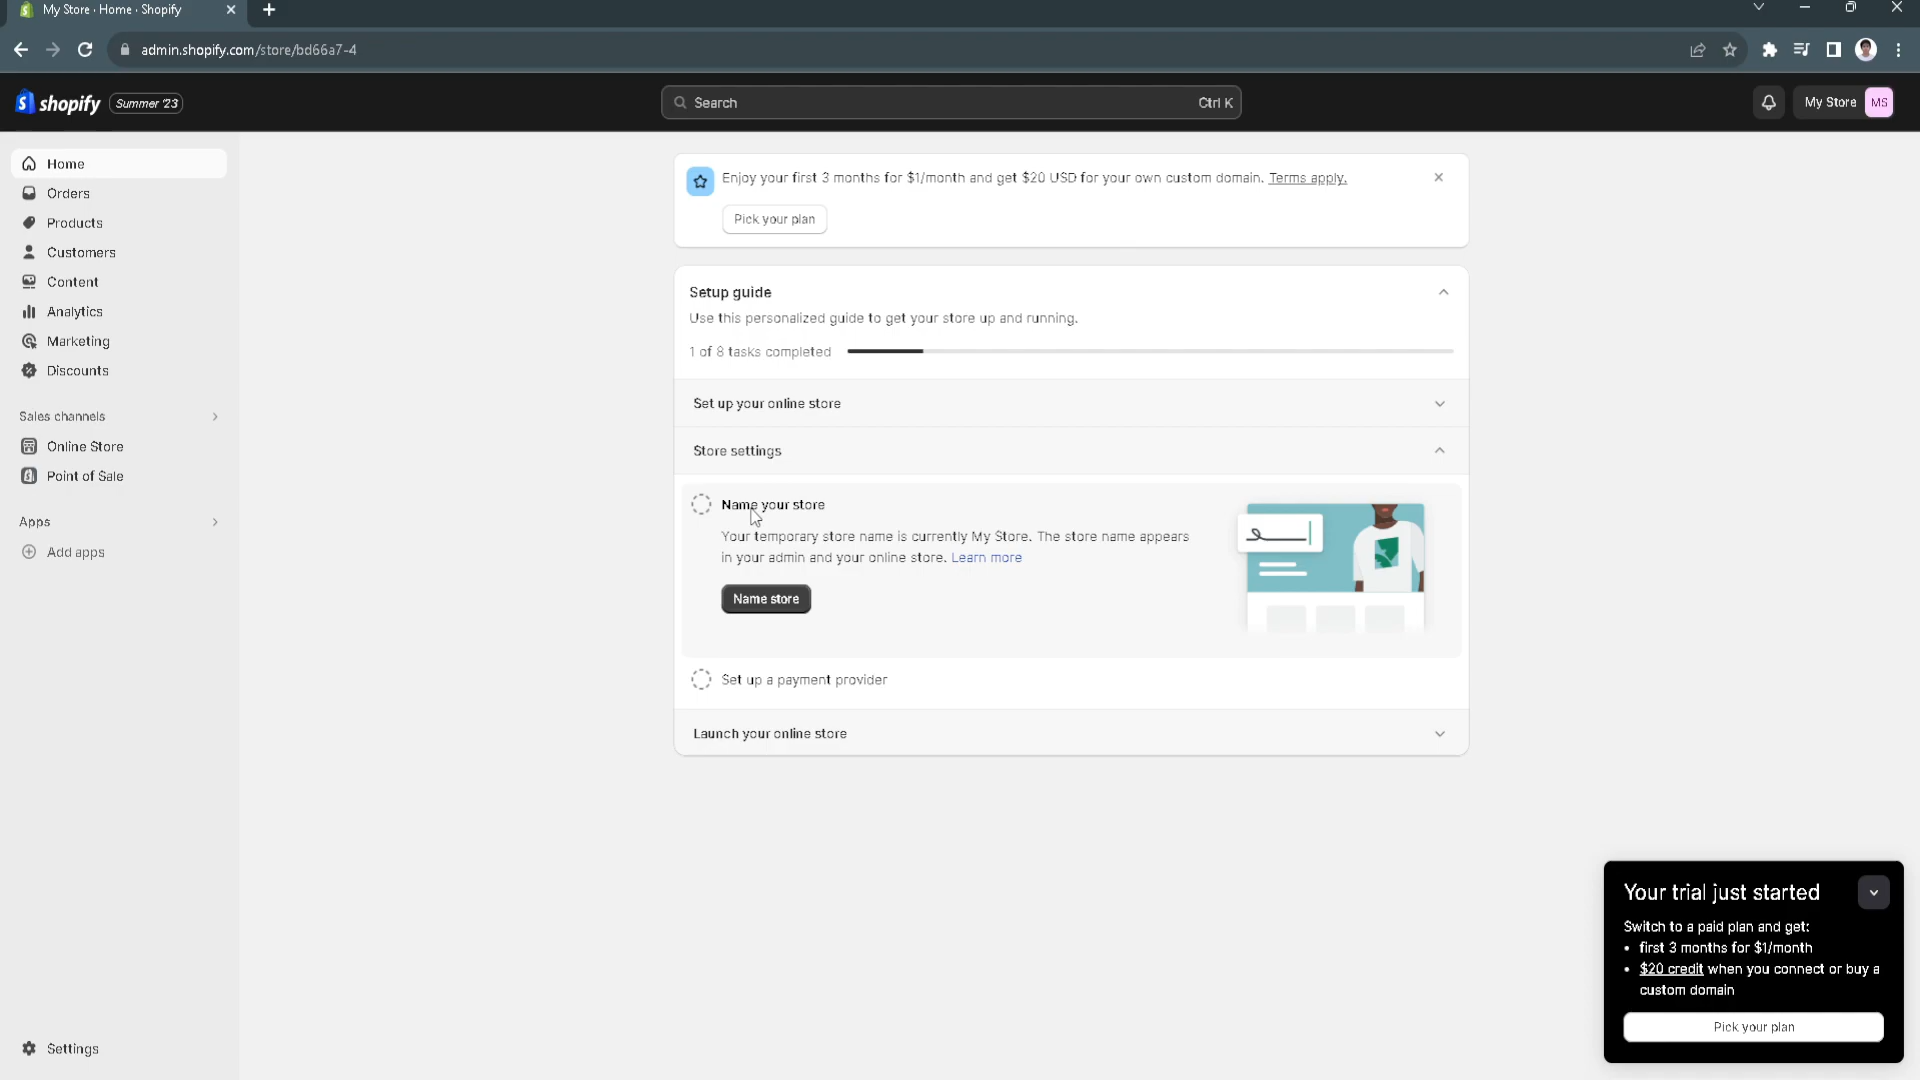 My Store · Home · Shopify
admin.shopify.com/store/bd66a7-4
shopify Summer '23
Search Ctrl K
My Store MS
Home
Orders
Products
Customers
Content
Analytics
Marketing
Discounts
Sales channels
Online Store
Point of Sale
Apps
Add apps
Settings
Enjoy your first 3 months for $1/month and get $20 USD for your own custom domain. Terms apply.
Pick your plan
Setup guide
Use this personalized guide to get your store up and running.
1 of 8 tasks completed
Set up your online store
Store settings
Name your store
Your temporary store name is currently My Store. The store name appears
in your admin and your online store. Learn more
Name store
Set up a payment provider
Launch your online store
Your trial just started
Switch to a paid plan and get:
• first 3 months for $1/month
• $20 credit when you connect or buy a
custom domain
Pick your plan